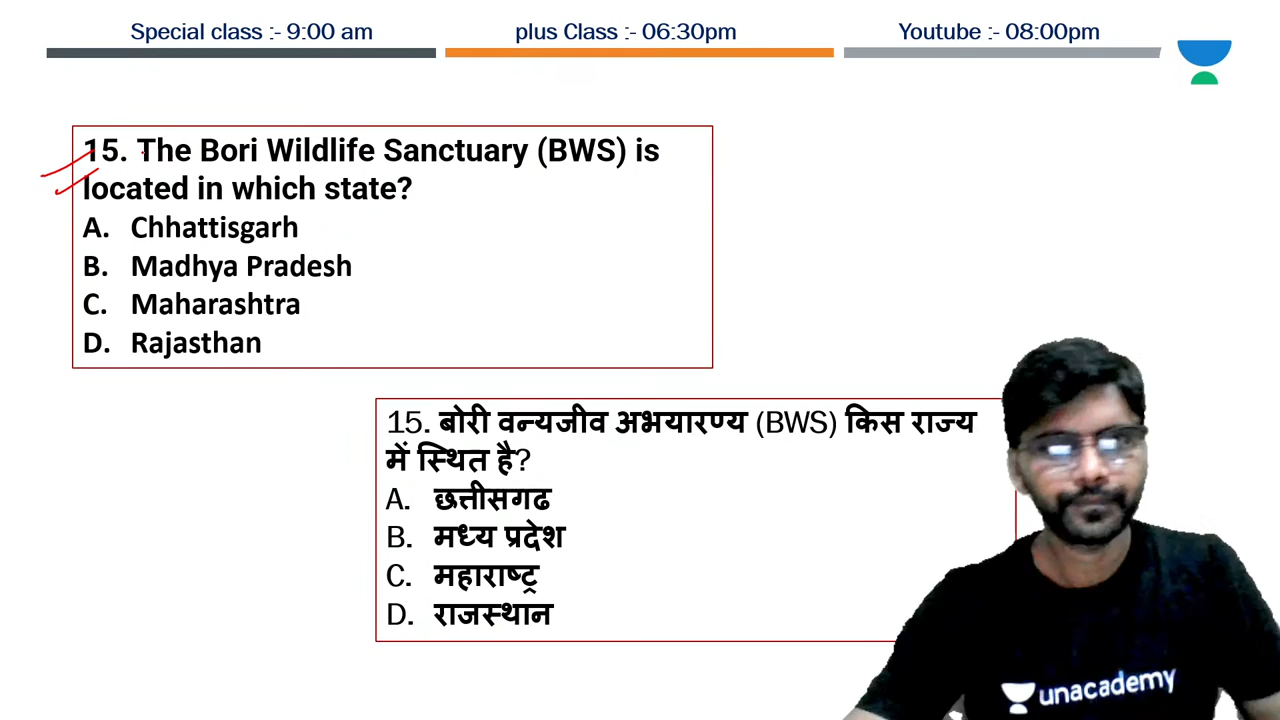 Special class :- 9:00 am
plus Class :- 06:30pm
Youtube :- 08:00pm
15. The Bori Wildlife Sanctuary (BWS) is
located in which state?
A. Chhattisgarh
B. Madhya Pradesh
C. Maharashtra
D. Rajasthan
15. बोरी वन्यजीव अभयारण्य (BWS) किस राज्य
में स्थित है?
A. छत्तीसगढ
B. मध्य प्रदेश
C. महाराष्ट्र
D. राजस्थान
unacademy